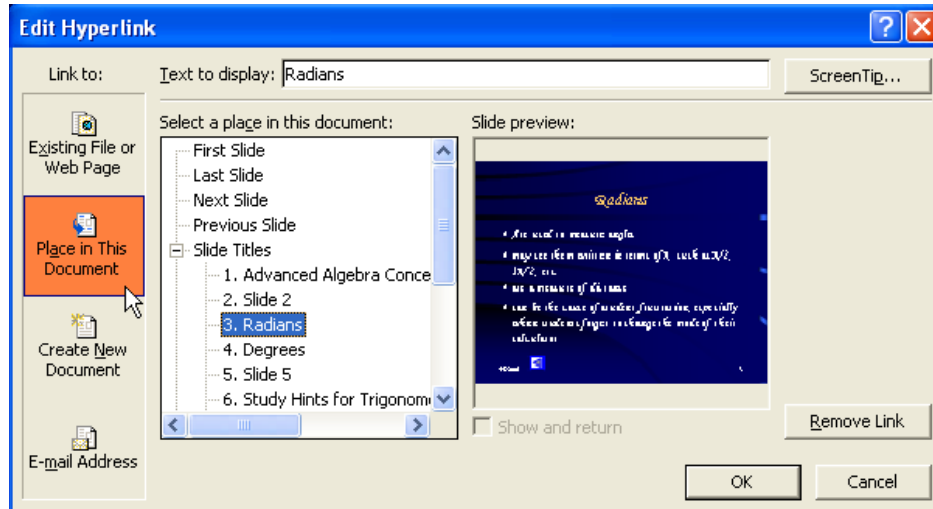 Edit Hyperlink
Link to:
Text to display: Radians
ScreenTip...
Existing File or
Web Page
Place in This
Document
Create New
Document
E-mail Address
Select a place in this document:
First Slide
Last Slide
Next Slide
Previous Slide
Slide Titles
1. Advanced Algebra Conce
2. Slide 2
3. Radians
4. Degrees
5. Slide 5
6. Study Hints for Trigonom
Slide preview:
Radians
Show and return
Remove Link
OK
Cancel